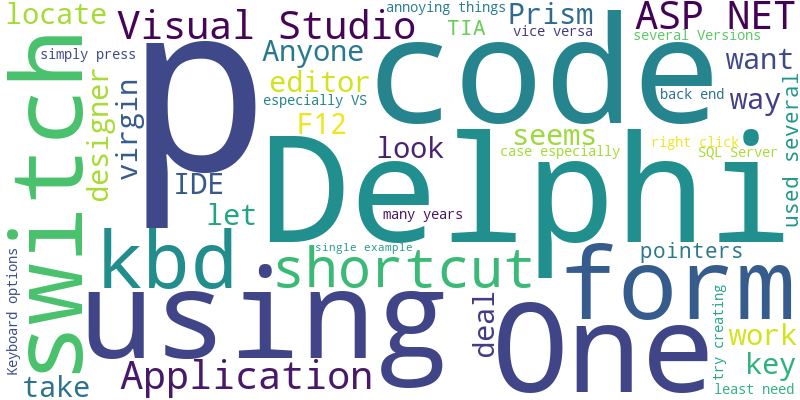 locate
Visual Studio
annoying things
Prism
ASP NET
TIA
vice versa
several Versions
simply press
Anyone
want
switch
p
code
editor
especially VS
back end
way
designer
virgin
F12
look
seems
right click
case especially
SQL Server
used several
IDE
Delphi
let
many years
kbd
single example
shortcut
pointers
form
Keyboard options
using
deal
One
try creating
work
Application
key
take
least need